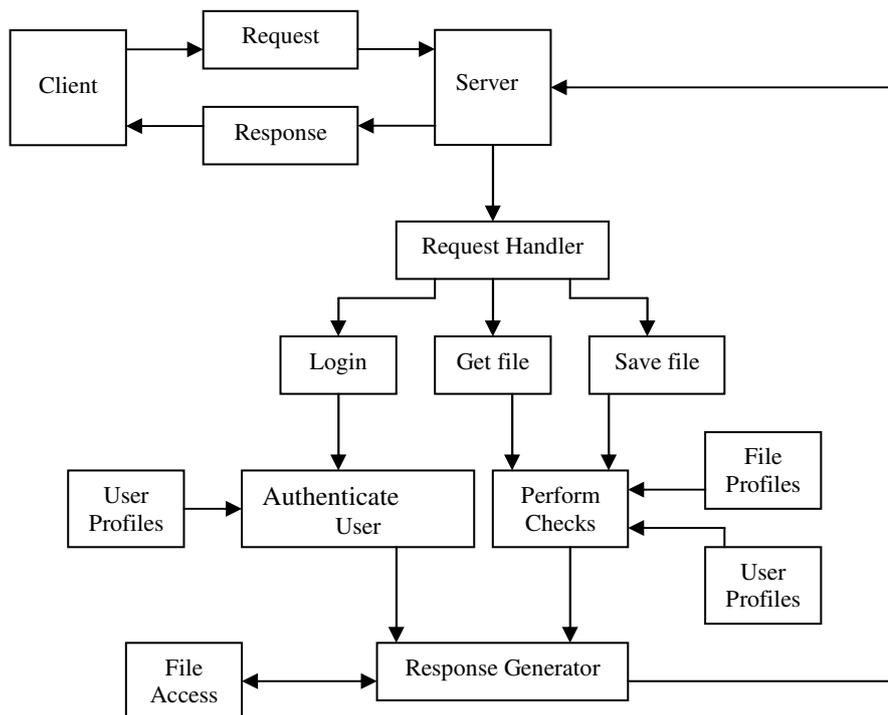 Request
Client
Server
Response
Request Handler
Login
Get file
Save file
File
Profiles
User
Profiles
Authenticate
User
Perform
Checks
User
Profiles
File
Access
Response Generator